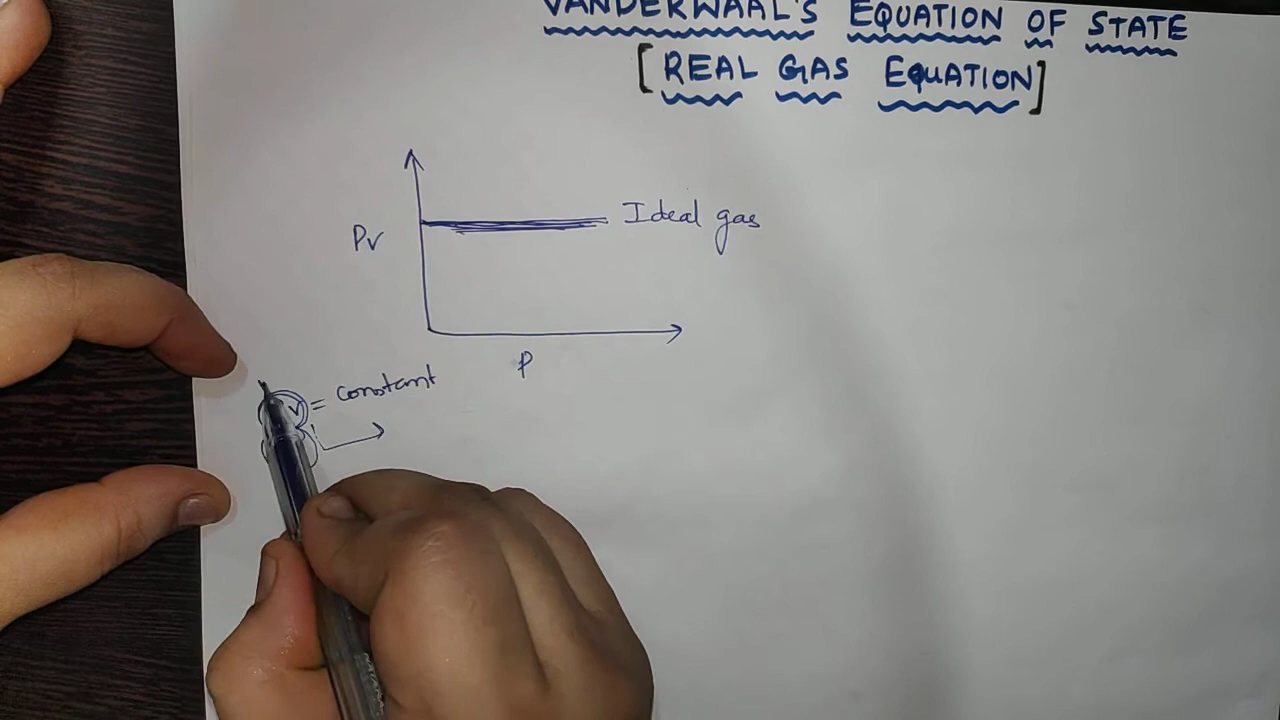 VANDERWAAL'S EQUATION OF STATE
[REAL GAS EQUATION]
Ideal gas
Pv
P
v = constant